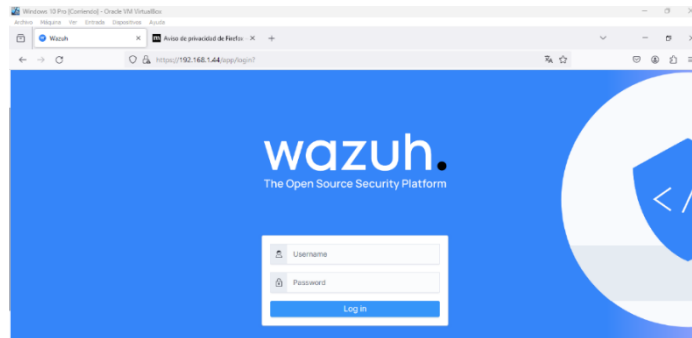 Windows 10 Pro [Corriendo] - Oracle VM VirtualBox
Archivo Máquina Ver Entrada Dispositivos Ayuda
Wazuh
Aviso de privacidad de Firefox
https://192.168.1.44/app/login?
wazuh.
The Open Source Security Platform
Username
Password
Log in